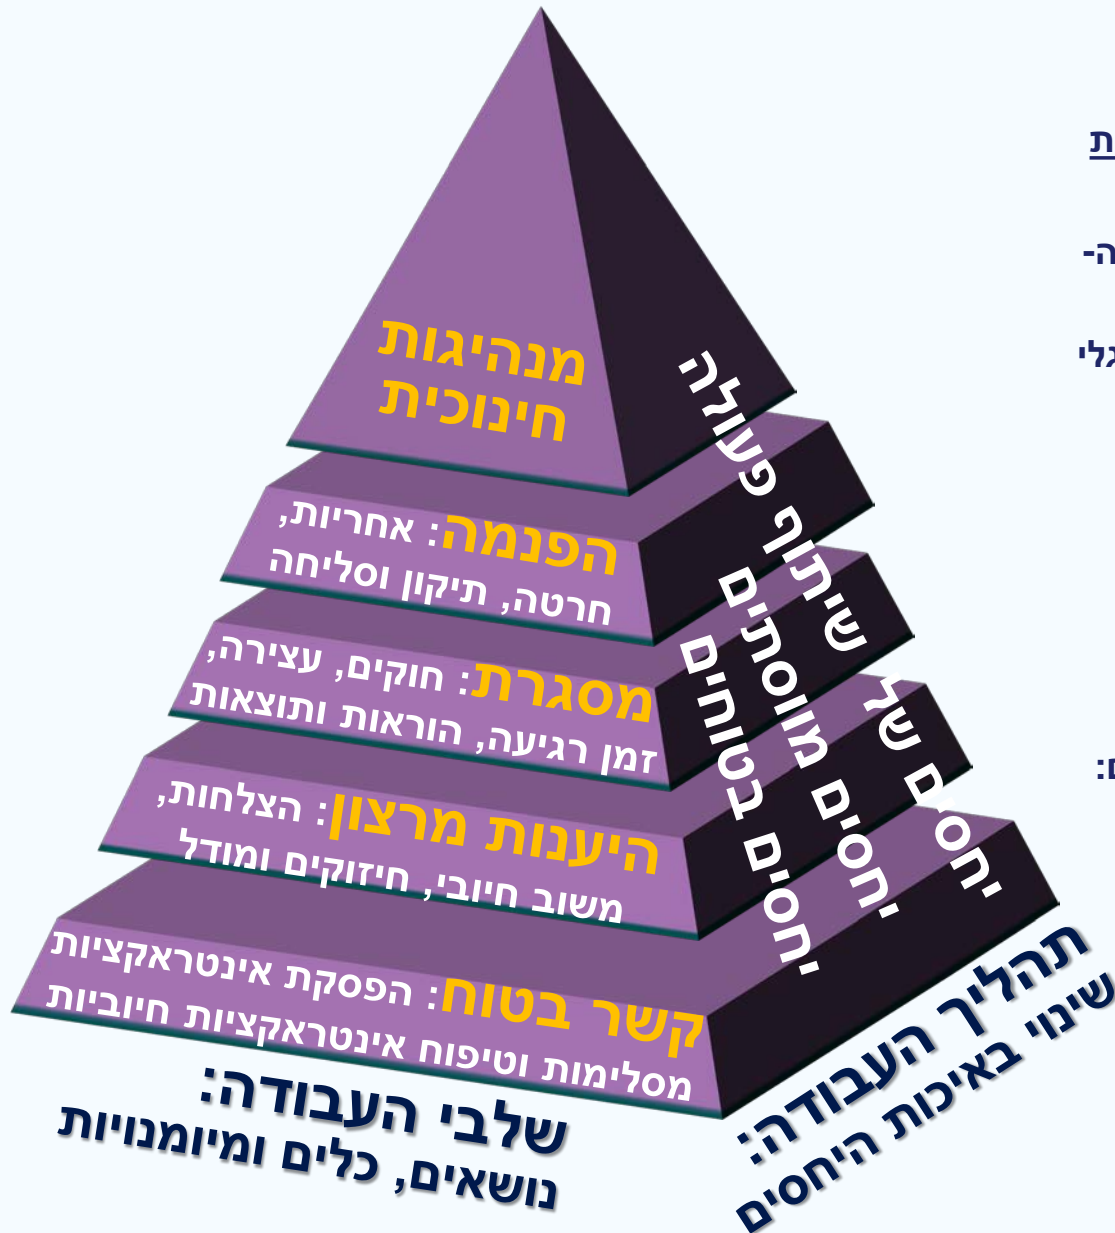 מנהיגות
חינוכית
הפנמה: אחריות,
חרטה, תיקון וסליחה
מסגרת: חוקים, עצירה,
זמן רגיעה, הוראות ותוצאות
היענות מרצון: הצלחות,
משוב חיובי, חיזוקים ומודל
קשר בטוח: הפסקת אינטראקציות
מסלימות וטיפוח אינטראקציות חיוביות
יחסים של שיתוף פעולה
יחסים מווסתים
יחסים בטוחים
שלבי העבודה:
נושאים, כלים ומיומנויות
תהליך העבודה:
שינוי באיכות היחסים